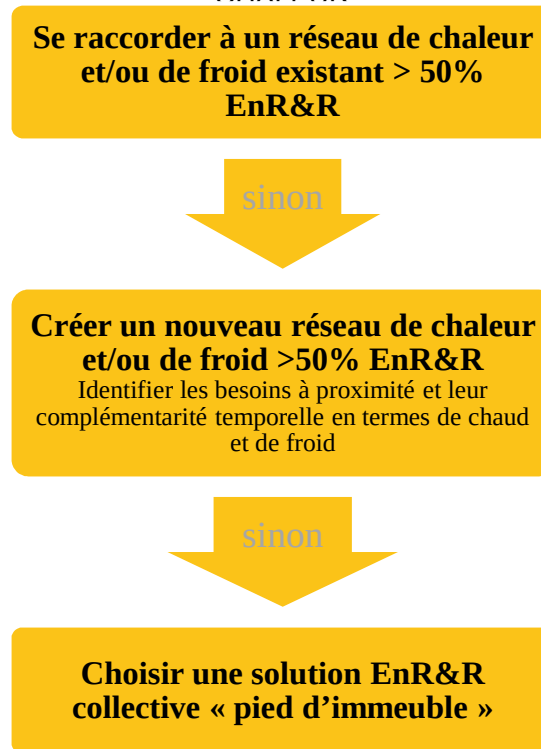 Se raccorder à un réseau de chaleur
et/ou de froid existant > 50%
EnR&R
sinon
Créer un nouveau réseau de chaleur
et/ou de froid >50% EnR&R
Identifier les besoins à proximité et leur
complémentarité temporelle en termes de chaud
et de froid
sinon
Choisir une solution EnR&R
collective « pied d’immeuble »